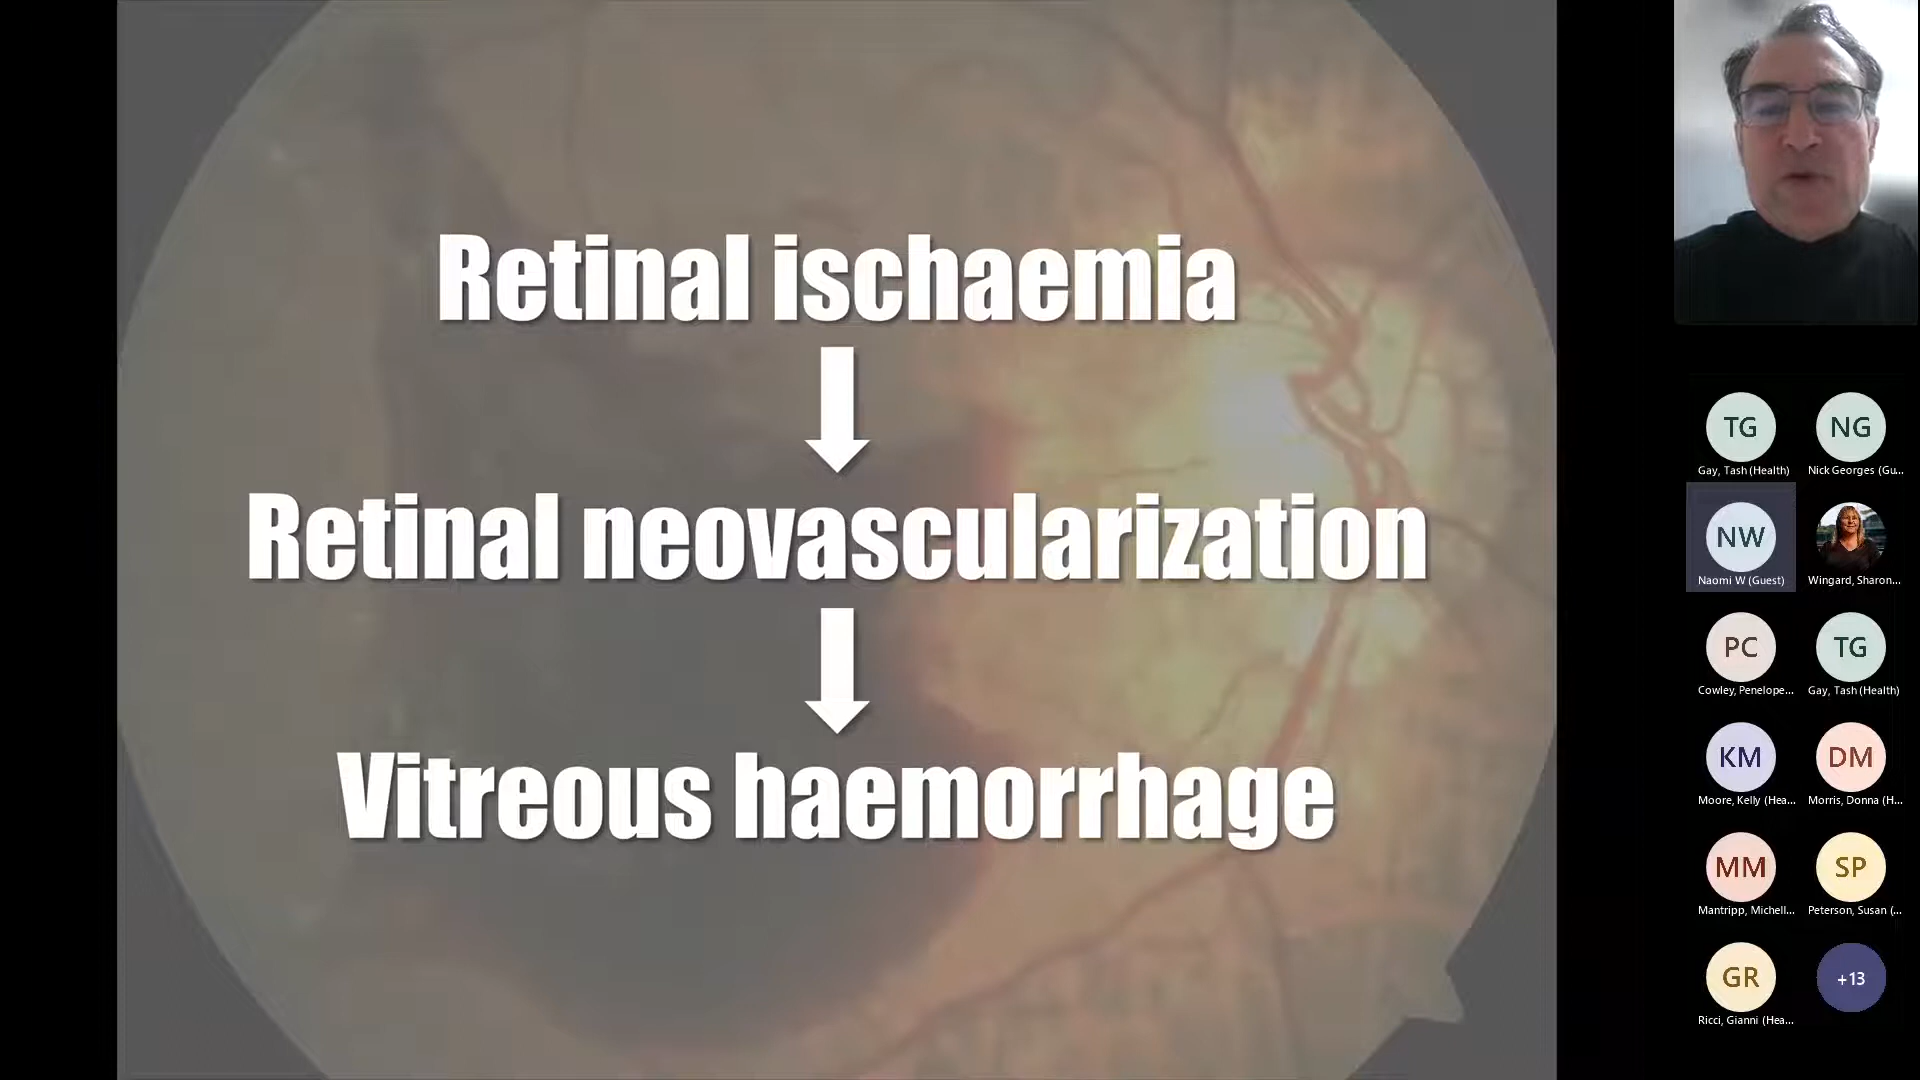 Retinal ischaemia
Retinal neovascularization
Vitreous haemorrhage
TG
Gay, Tash (Health)
NG
Nick Georges (Gu...
NW
Naomi W (Guest)
Wingard, Sharon...
PC
Cowley, Penelope...
TG
Gay, Tash (Health)
KM
Moore, Kelly (Hea...
DM
Morris, Donna (H...
MM
Mantripp, Michell...
SP
Peterson, Susan (...
GR
Ricci, Gianni (Hea...
+13